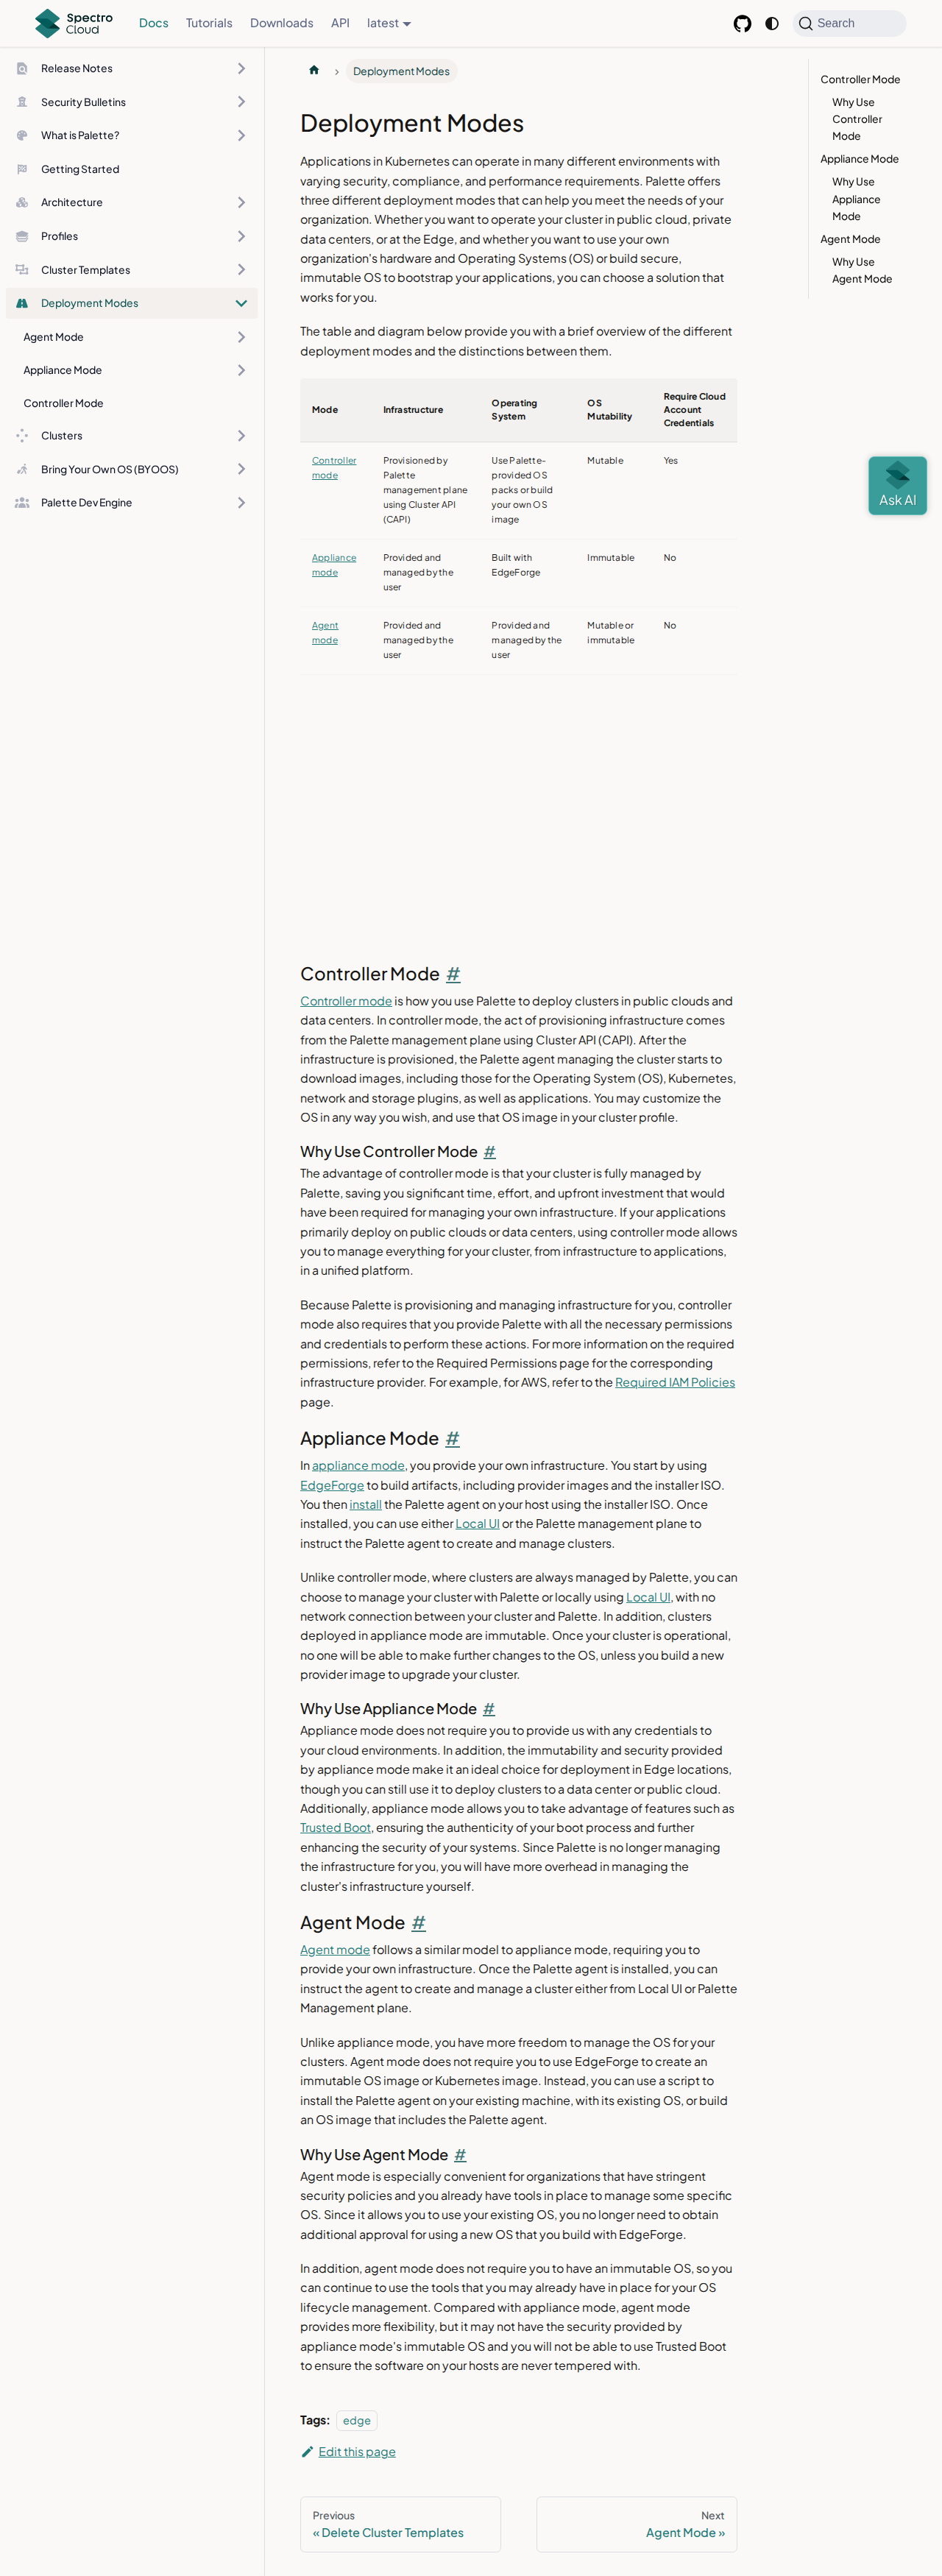 Spectro
Cloud
Docs
Tutorials
Downloads
API
latest
Search
Release Notes
Security Bulletins
What is Palette?
Getting Started
Architecture
Profiles
Cluster Templates
Deployment Modes
Agent Mode
Appliance Mode
Controller Mode
Clusters
Bring Your Own OS (BYOOS)
Palette Dev Engine
Deployment Modes
Deployment Modes
Applications in Kubernetes can operate in many different environments with
varying security, compliance, and performance requirements. Palette offers
three different deployment modes that can help you meet the needs of your
organization. Whether you want to operate your cluster in public cloud, private
data centers, or at the Edge, and whether you want to use your own
organization's hardware and Operating Systems (OS) or build secure,
immutable OS to bootstrap your applications, you can choose a solution that
works for you.
The table and diagram below provide you with a brief overview of the different
deployment modes and the distinctions between them.
Mode
Infrastructure
Operating
System
OS
Mutability
Require Cloud
Account
Credentials
Controller
mode
Provisioned by
Palette
management plane
using Cluster API
(CAPI)
Use Palette-
provided OS
packs or build
your own OS
image
Mutable
Yes
Appliance
mode
Provided and
managed by the
user
Built with
EdgeForge
Immutable
No
Agent
mode
Provided and
managed by the
user
Provided and
managed by the
user
Mutable or
immutable
No
Controller Mode #
Controller mode is how you use Palette to deploy clusters in public clouds and
data centers. In controller mode, the act of provisioning infrastructure comes
from the Palette management plane using Cluster API (CAPI). After the
infrastructure is provisioned, the Palette agent managing the cluster starts to
download images, including those for the Operating System (OS), Kubernetes,
network and storage plugins, as well as applications. You may customize the
OS in any way you wish, and use that OS image in your cluster profile.
Why Use Controller Mode #
The advantage of controller mode is that your cluster is fully managed by
Palette, saving you significant time, effort, and upfront investment that would
have been required for managing your own infrastructure. If your applications
primarily deploy on public clouds or data centers, using controller mode allows
you to manage everything for your cluster, from infrastructure to applications,
in a unified platform.
Because Palette is provisioning and managing infrastructure for you, controller
mode also requires that you provide Palette with all the necessary permissions
and credentials to perform these actions. For more information on the required
permissions, refer to the Required Permissions page for the corresponding
infrastructure provider. For example, for AWS, refer to the Required IAM Policies
page.
Appliance Mode #
In appliance mode, you provide your own infrastructure. You start by using
EdgeForge to build artifacts, including provider images and the installer ISO.
You then install the Palette agent on your host using the installer ISO. Once
installed, you can use either Local UI or the Palette management plane to
instruct the Palette agent to create and manage clusters.
Unlike controller mode, where clusters are always managed by Palette, you can
choose to manage your cluster with Palette or locally using Local UI, with no
network connection between your cluster and Palette. In addition, clusters
deployed in appliance mode are immutable. Once your cluster is operational,
no one will be able to make further changes to the OS, unless you build a new
provider image to upgrade your cluster.
Why Use Appliance Mode #
Appliance mode does not require you to provide us with any credentials to
your cloud environments. In addition, the immutability and security provided
by appliance mode make it an ideal choice for deployment in Edge locations,
though you can still use it to deploy clusters to a data center or public cloud.
Additionally, appliance mode allows you to take advantage of features such as
Trusted Boot, ensuring the authenticity of your boot process and further
enhancing the security of your systems. Since Palette is no longer managing
the infrastructure for you, you will have more overhead in managing the
cluster's infrastructure yourself.
Agent Mode #
Agent mode follows a similar model to appliance mode, requiring you to
provide your own infrastructure. Once the Palette agent is installed, you can
instruct the agent to create and manage a cluster either from Local UI or Palette
Management plane.
Unlike appliance mode, you have more freedom to manage the OS for your
clusters. Agent mode does not require you to use EdgeForge to create an
immutable OS image or Kubernetes image. Instead, you can use a script to
install the Palette agent on your existing machine, with its existing OS, or build
an OS image that includes the Palette agent.
Why Use Agent Mode #
Agent mode is especially convenient for organizations that have stringent
security policies and you already have tools in place to manage some specific
OS. Since it allows you to use your existing OS, you no longer need to obtain
additional approval for using a new OS that you build with EdgeForge.
In addition, agent mode does not require you to have an immutable OS, so you
can continue to use the tools that you may already have in place for your OS
lifecycle management. Compared with appliance mode, agent mode
provides more flexibility, but it may not have the security provided by
appliance mode's immutable OS and you will not be able to use Trusted Boot
to ensure the software on your hosts are never tempered with.
Tags: edge
Edit this page
Previous
« Delete Cluster Templates
Next
Agent Mode »
Controller Mode
Why Use
Controller
Mode
Appliance Mode
Why Use
Appliance
Mode
Agent Mode
Why Use
Agent Mode
Ask AI